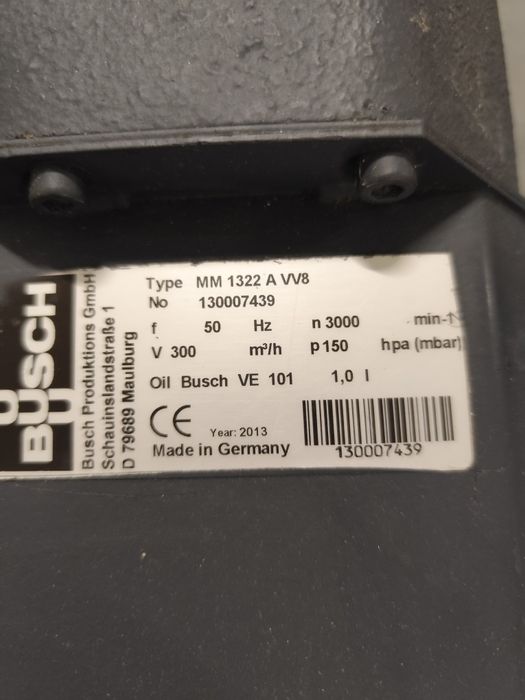 BUSCH
Busch Produktions GmbH
Schauinslandstraße 1
D 79689 Maulburg
Type MM 1322 A VV8
No 130007439
f 50 Hz n 3000 min-1
V 300 m³/h p 150 hpa (mbar)
Oil Busch VE 101 1,0 l
CE Year: 2013
Made in Germany
130007439